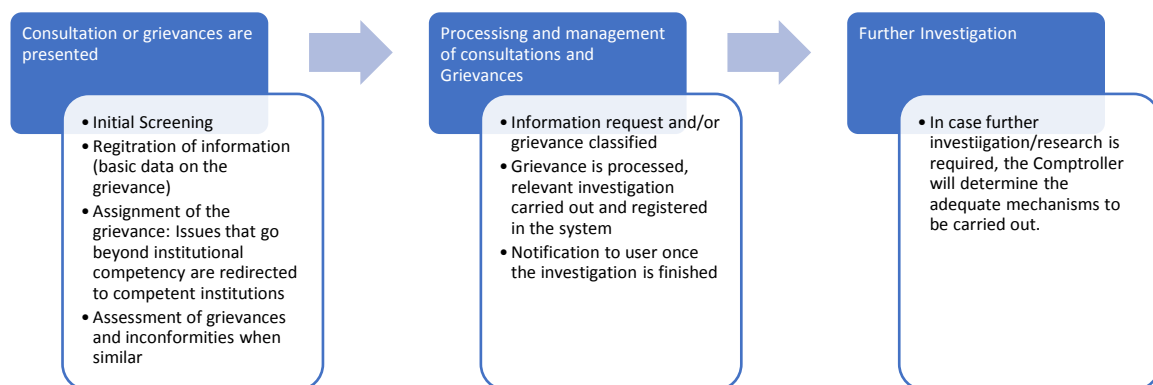 Consultation or grievances are
presented
• Initial Screening
• Regitration of information
(basic data on the
grievance)
• Assignment of the
grievance: Issues that go
beyond institutional
competency are redirected
to competent institutions
• Assessment of grievances
and inconformities when
similar
Processisng and management
of consultations and
Grievances
• Information request and/or
grievance classified
• Grievance is processed,
relevant investigation
carried out and registered
in the system
• Notification to user once
the investigation is finished
Further Investigation
• In case further
investiigation/research is
required, the Comptroller
will determine the
adequate mechanisms to
be carried out.